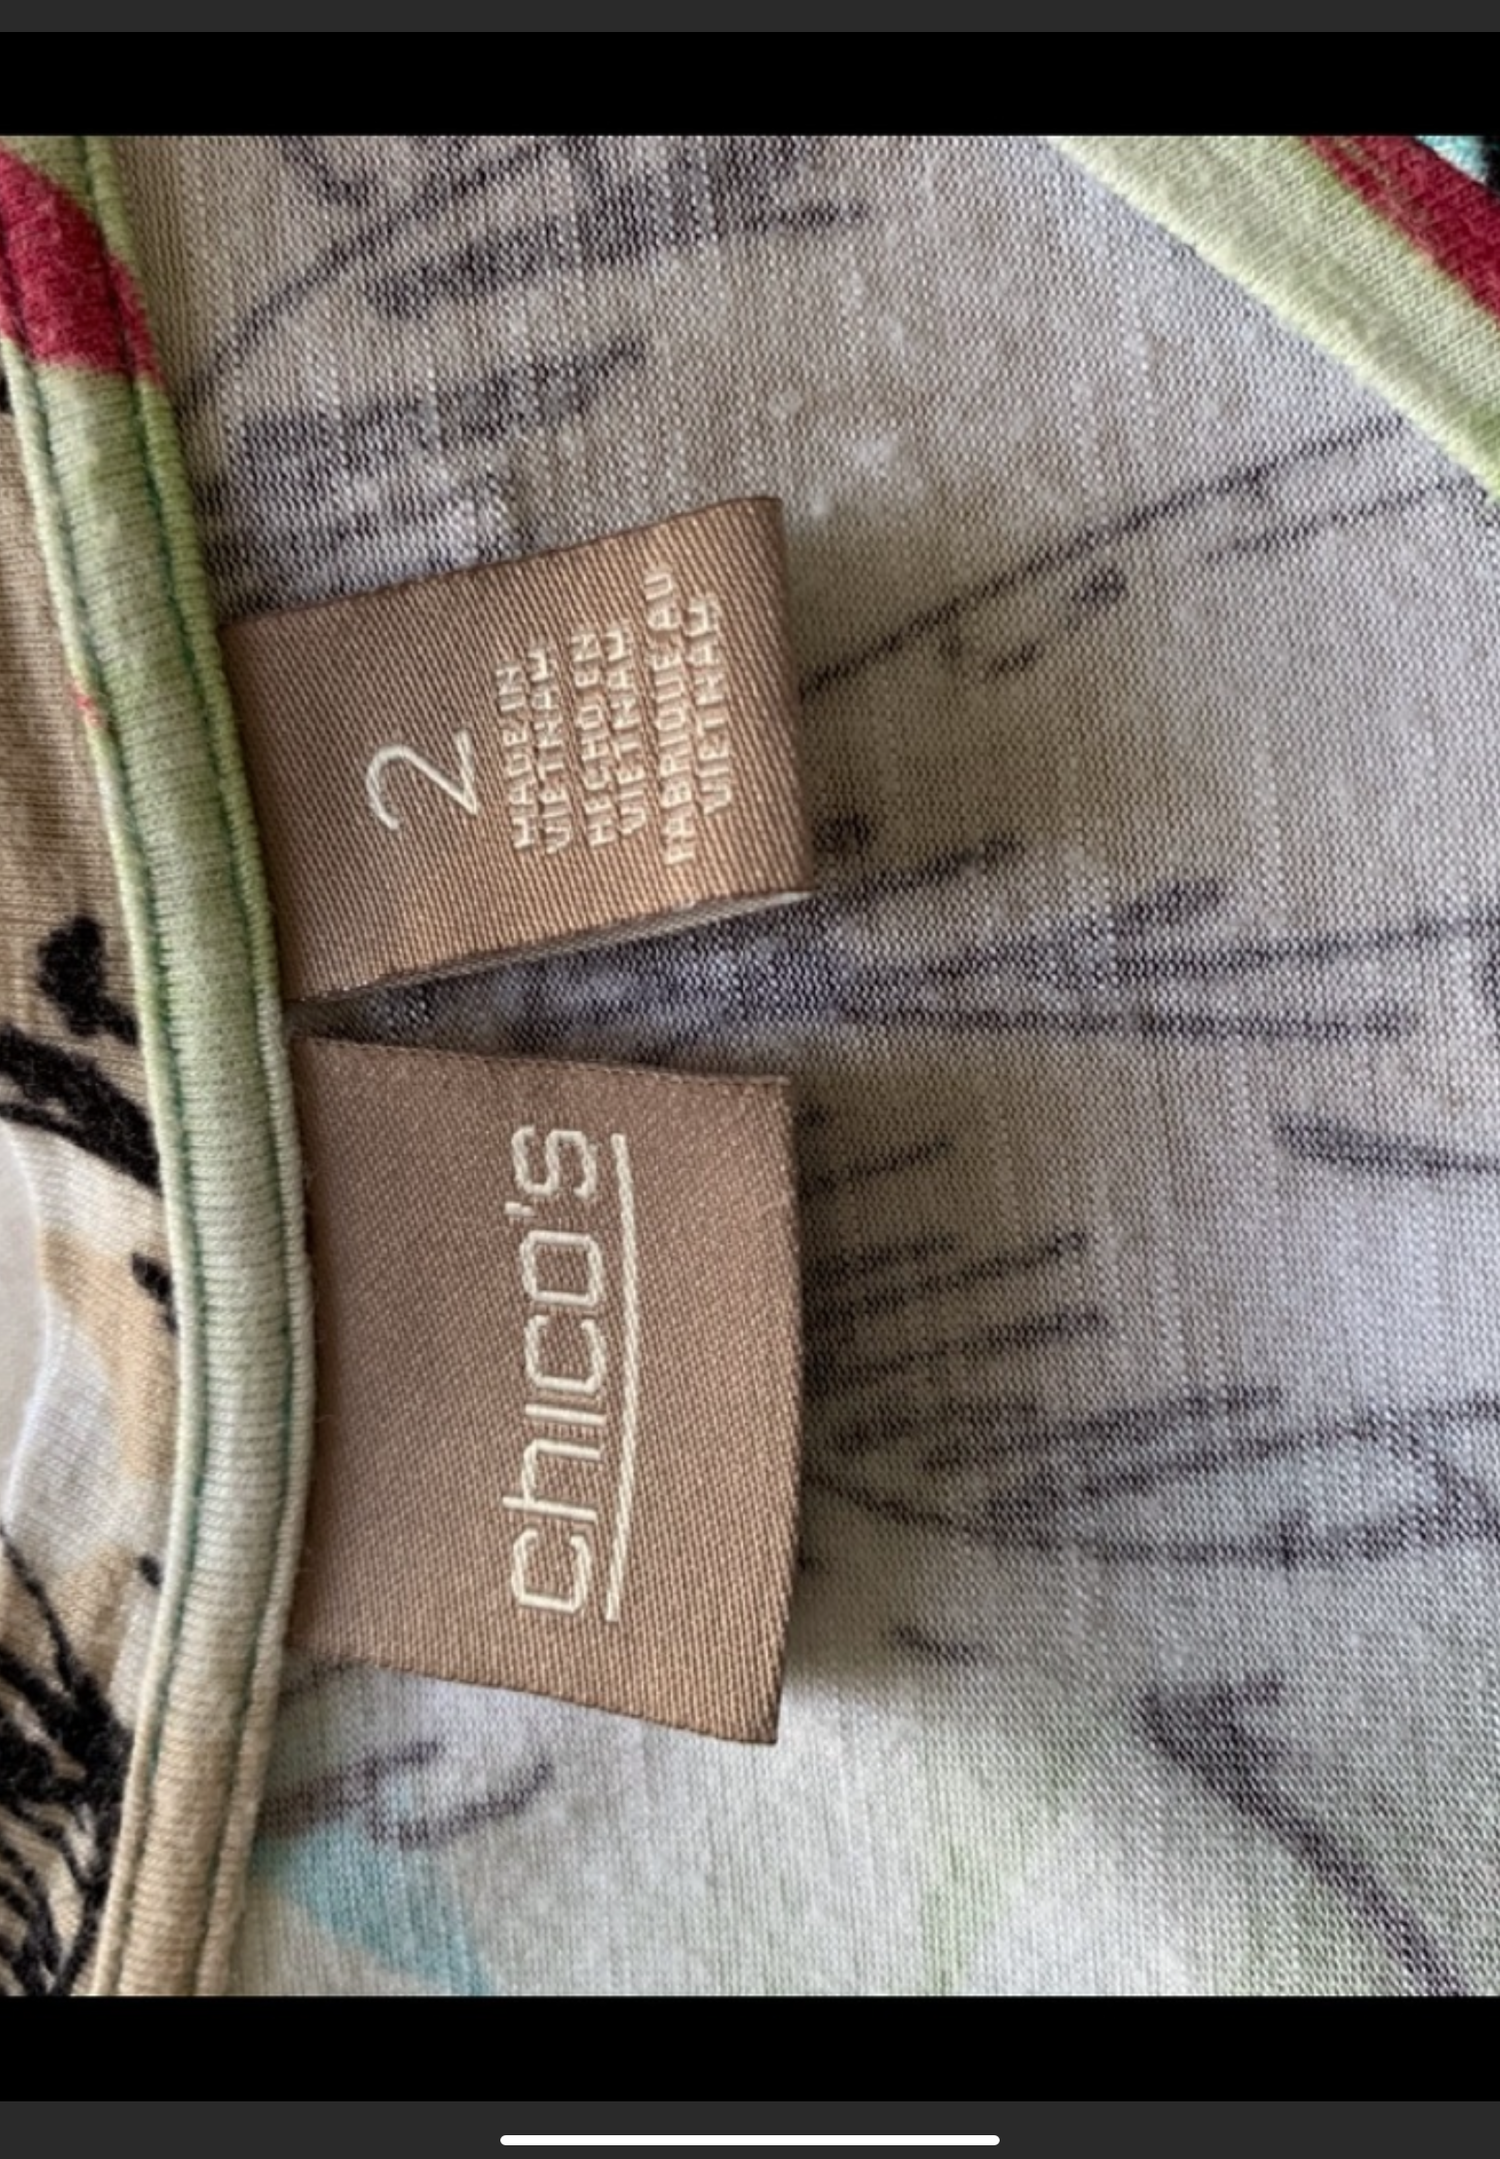 2
MADE IN
VIETNAM
HECHO EN
VIETNAM
FABRIQUE AU
VIETNAM
chico's